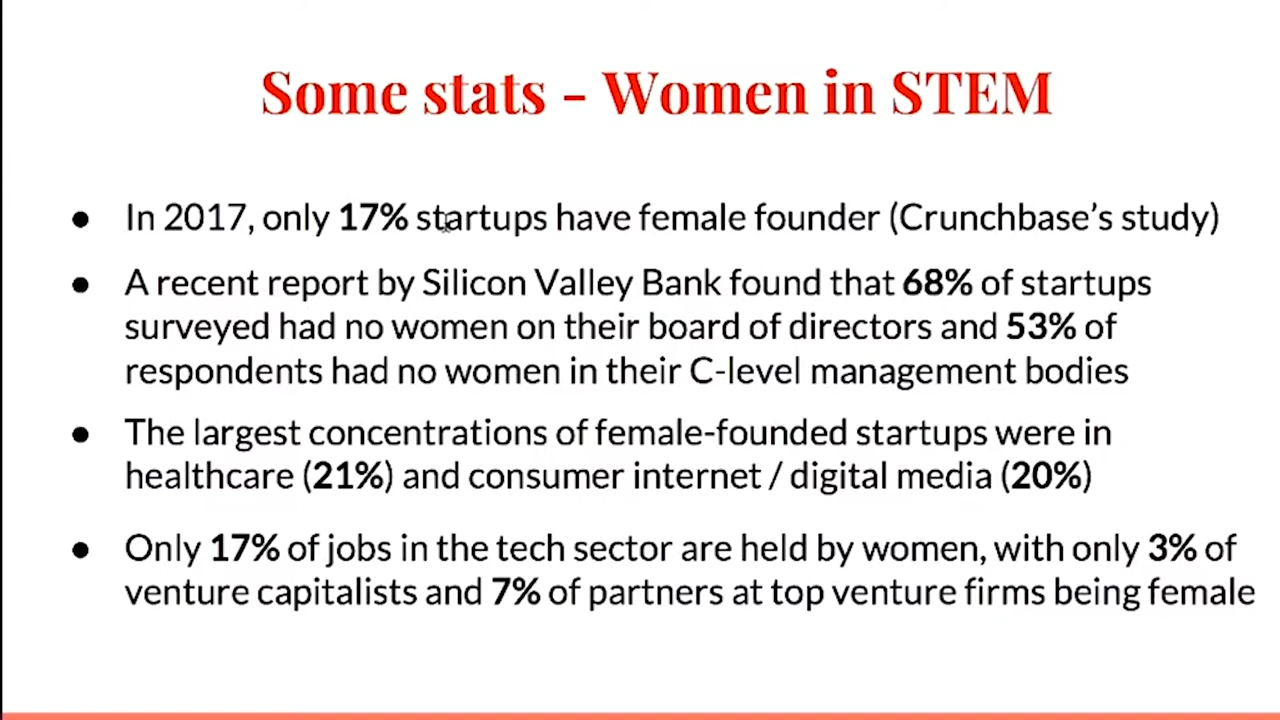 Some stats - Women in STEM
● In 2017, only 17% startups have female founder (Crunchbase’s study)
● A recent report by Silicon Valley Bank found that 68% of startups
surveyed had no women on their board of directors and 53% of
respondents had no women in their C-level management bodies
● The largest concentrations of female-founded startups were in
healthcare (21%) and consumer internet / digital media (20%)
● Only 17% of jobs in the tech sector are held by women, with only 3% of
venture capitalists and 7% of partners at top venture firms being female